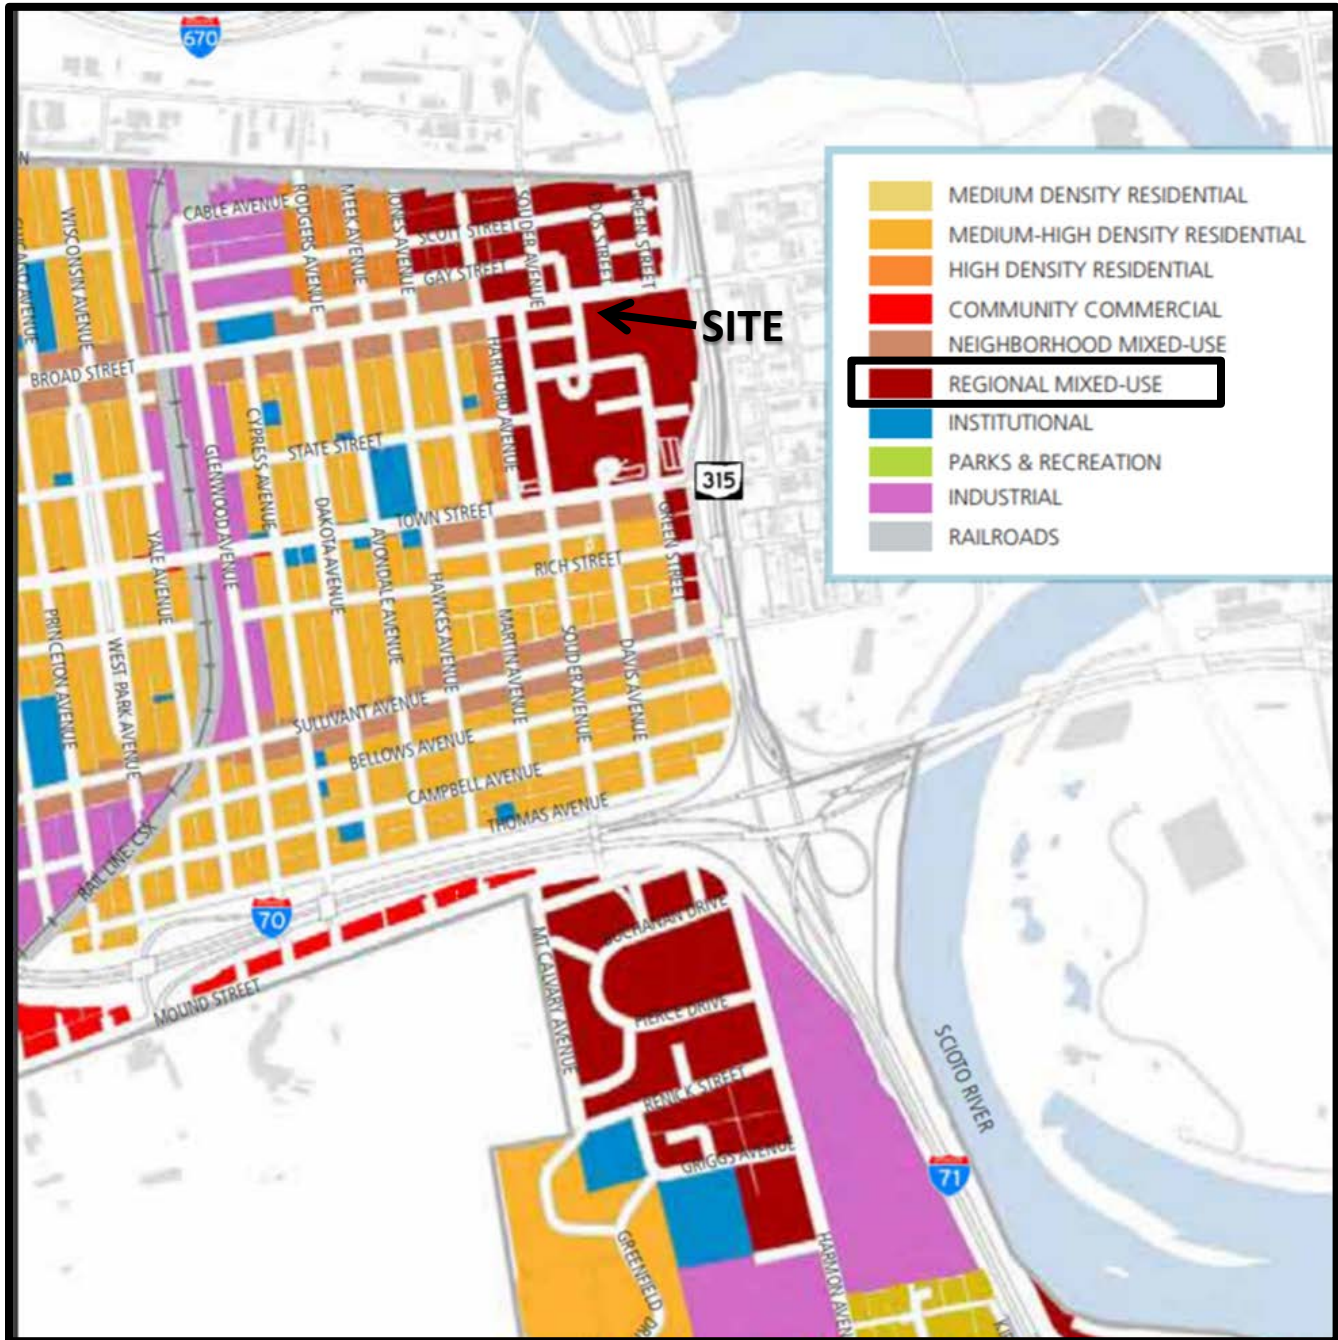 670
CABLE AVENUE
RODGERS AVENUE
MEEK AVENUE
JONES AVENUE
SCOTT STREET
GAY STREET
SOUDER AVENUE
GREEN STREET
WISCONSIN AVENUE
BROAD STREET
HARTFORD AVENUE
SITE
MEDIUM DENSITY RESIDENTIAL
MEDIUM-HIGH DENSITY RESIDENTIAL
HIGH DENSITY RESIDENTIAL
COMMUNITY COMMERCIAL
NEIGHBORHOOD MIXED-USE
REGIONAL MIXED-USE
INSTITUTIONAL
PARKS & RECREATION
INDUSTRIAL
RAILROADS
315
CYPRESS AVENUE
STATE STREET
GLENWOOD AVENUE
DAKOTA AVENUE
AVONDALE AVENUE
TOWN STREET
YALE AVENUE
HAWKES AVENUE
RICH STREET
GREEN STREET
PRINCETON AVENUE
WEST PARK AVENUE
MARTIN AVENUE
SOUDER AVENUE
DAVIS AVENUE
SULLIVANT AVENUE
BELLOWS AVENUE
CAMPBELL AVENUE
THOMAS AVENUE
RAIL LINE: CSX
70
MOUND STREET
MT CALVARY AVENUE
BUCHANAN DRIVE
PIERCE DRIVE
RENICK STREET
GRIGGS AVENUE
SCIOTO RIVER
71
GREENFIELD DR
HARMON AVEN